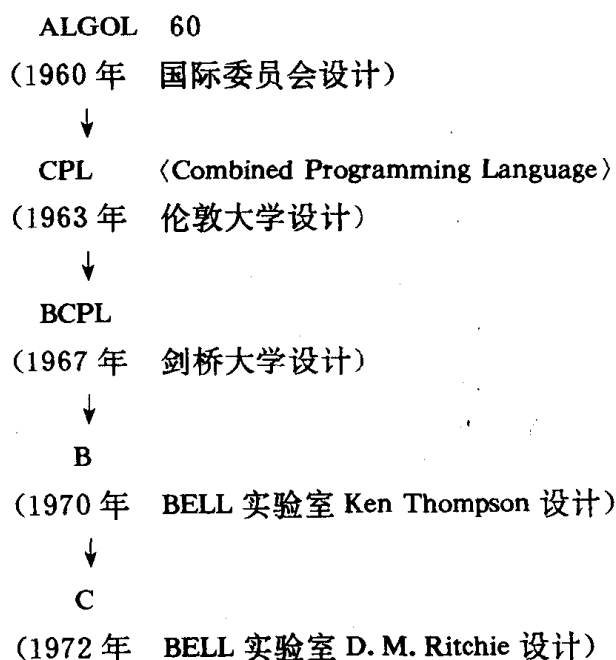 ALGOL 60
(1960年 国际委员会设计)
↓
CPL 〈Combined Programming Language〉
(1963年 伦敦大学设计)
↓
BCPL
(1967年 剑桥大学设计)
↓
B
(1970年 BELL 实验室 Ken Thompson 设计)
↓
C
(1972年 BELL 实验室 D. M. Ritchie 设计)